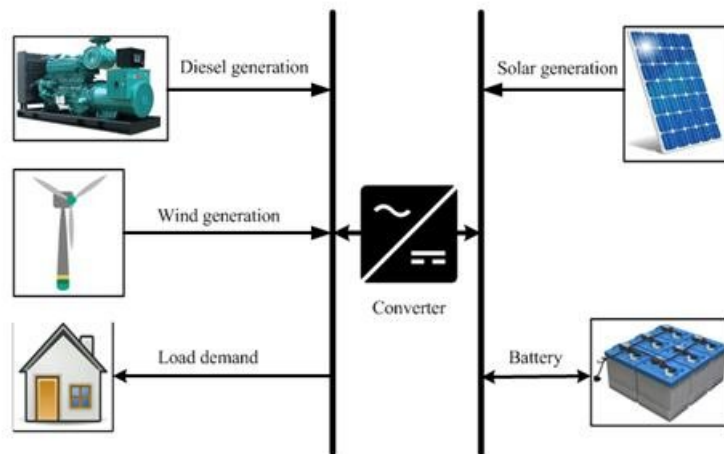 Diesel generation
Solar generation
Wind generation
Converter
Load demand
Battery